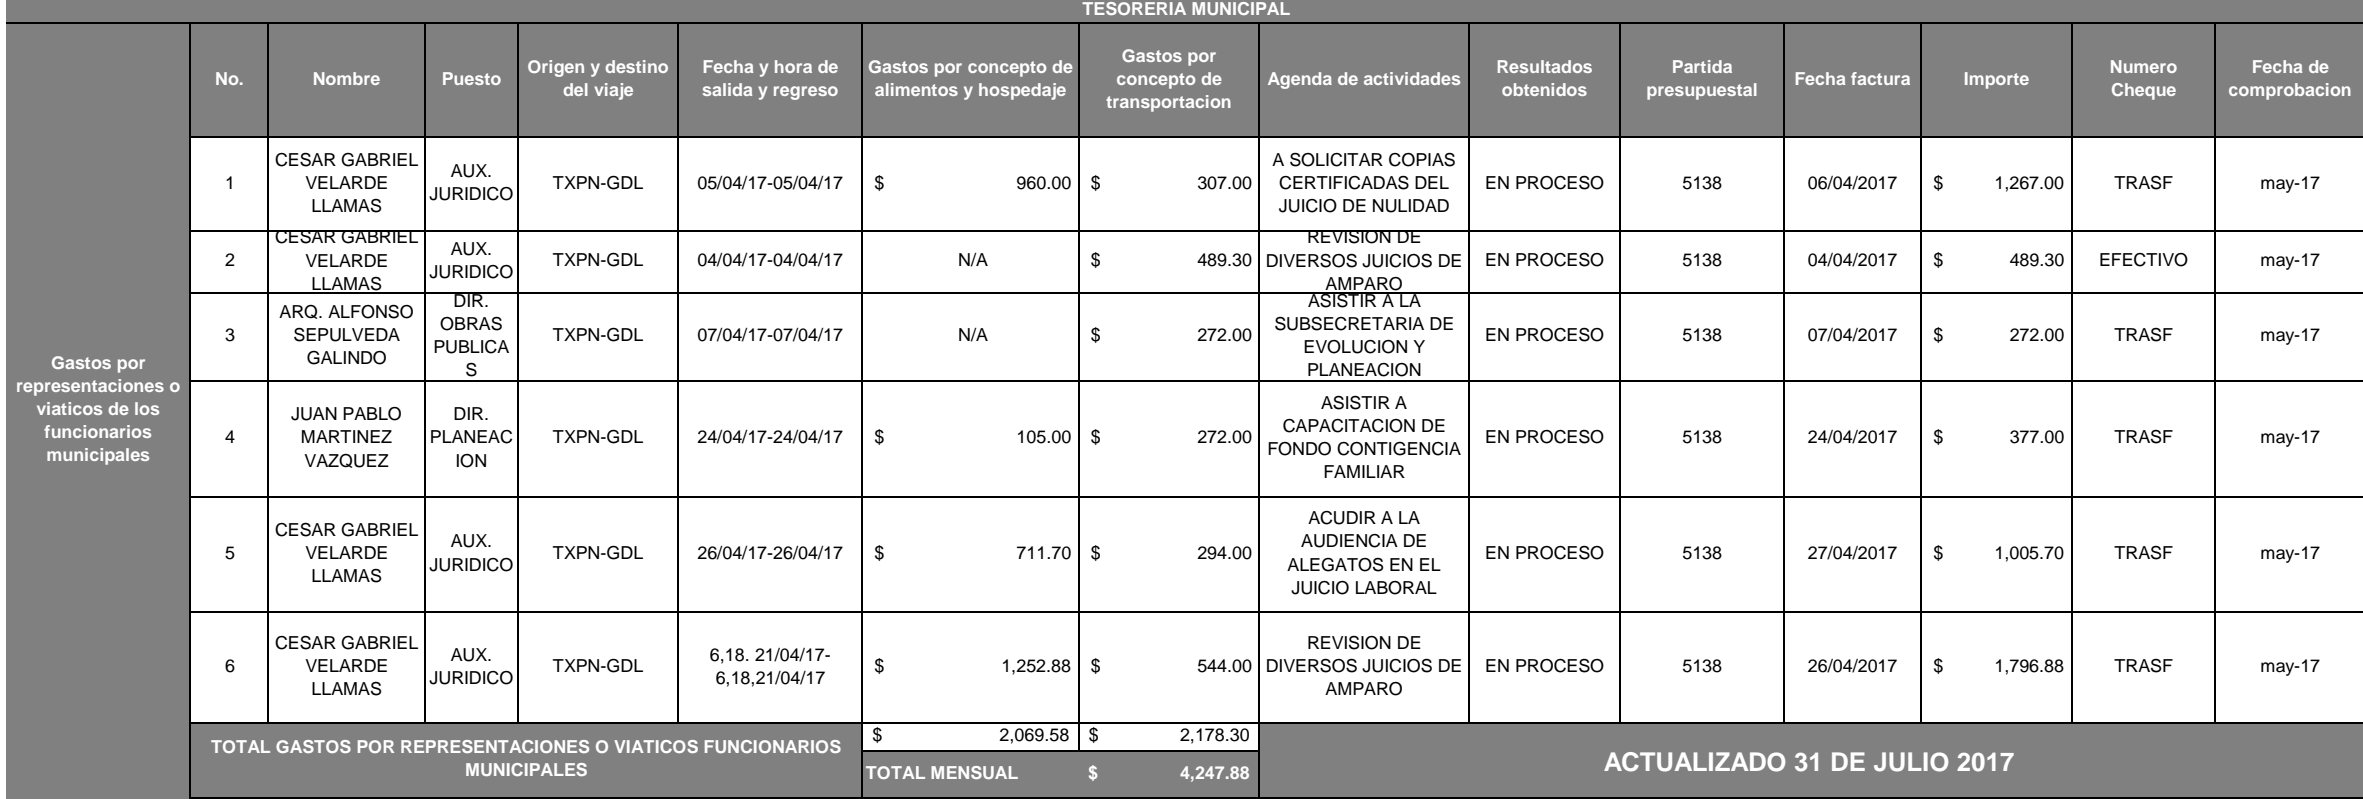 TESORERIA MUNICIPAL
Gastos por
representaciones o
viaticos de los
funcionarios
municipales
No.
Nombre
Puesto
Origen y destino
del viaje
Fecha y hora de
salida y regreso
Gastos por concepto de
alimentos y hospedaje
Gastos por
concepto de
transportacion
Agenda de actividades
Resultados
obtenidos
Partida
presupuestal
Fecha factura
Importe
Numero
Cheque
Fecha de
comprobacion
1
CESAR GABRIEL
VELARDE
LLAMAS
AUX.
JURIDICO
TXPN-GDL
05/04/17-05/04/17
$ 960.00
$ 307.00
A SOLICITAR COPIAS
CERTIFICADAS DEL
JUICIO DE NULIDAD
EN PROCESO
5138
06/04/2017
$ 1,267.00
TRASF
may-17
2
CESAR GABRIEL
VELARDE
LLAMAS
AUX.
JURIDICO
TXPN-GDL
04/04/17-04/04/17
N/A
$ 489.30
REVISION DE
DIVERSOS JUICIOS DE
AMPARO
EN PROCESO
5138
04/04/2017
$ 489.30
EFECTIVO
may-17
3
ARQ. ALFONSO
SEPULVEDA
GALINDO
DIR.
OBRAS
PUBLICA
S
TXPN-GDL
07/04/17-07/04/17
N/A
$ 272.00
ASISTIR A LA
SUBSECRETARIA DE
EVOLUCION Y
PLANEACION
EN PROCESO
5138
07/04/2017
$ 272.00
TRASF
may-17
4
JUAN PABLO
MARTINEZ
VAZQUEZ
DIR.
PLANEAC
ION
TXPN-GDL
24/04/17-24/04/17
$ 105.00
$ 272.00
ASISTIR A
CAPACITACION DE
FONDO CONTIGENCIA
FAMILIAR
EN PROCESO
5138
24/04/2017
$ 377.00
TRASF
may-17
5
CESAR GABRIEL
VELARDE
LLAMAS
AUX.
JURIDICO
TXPN-GDL
26/04/17-26/04/17
$ 711.70
$ 294.00
ACUDIR A LA
AUDIENCIA DE
ALEGATOS EN EL
JUICIO LABORAL
EN PROCESO
5138
27/04/2017
$ 1,005.70
TRASF
may-17
6
CESAR GABRIEL
VELARDE
LLAMAS
AUX.
JURIDICO
TXPN-GDL
6,18. 21/04/17-
6,18,21/04/17
$ 1,252.88
$ 544.00
REVISION DE
DIVERSOS JUICIOS DE
AMPARO
EN PROCESO
5138
26/04/2017
$ 1,796.88
TRASF
may-17
TOTAL GASTOS POR REPRESENTACIONES O VIATICOS FUNCIONARIOS
MUNICIPALES
$ 2,069.58
$ 2,178.30
TOTAL MENSUAL $ 4,247.88
ACTUALIZADO 31 DE JULIO 2017